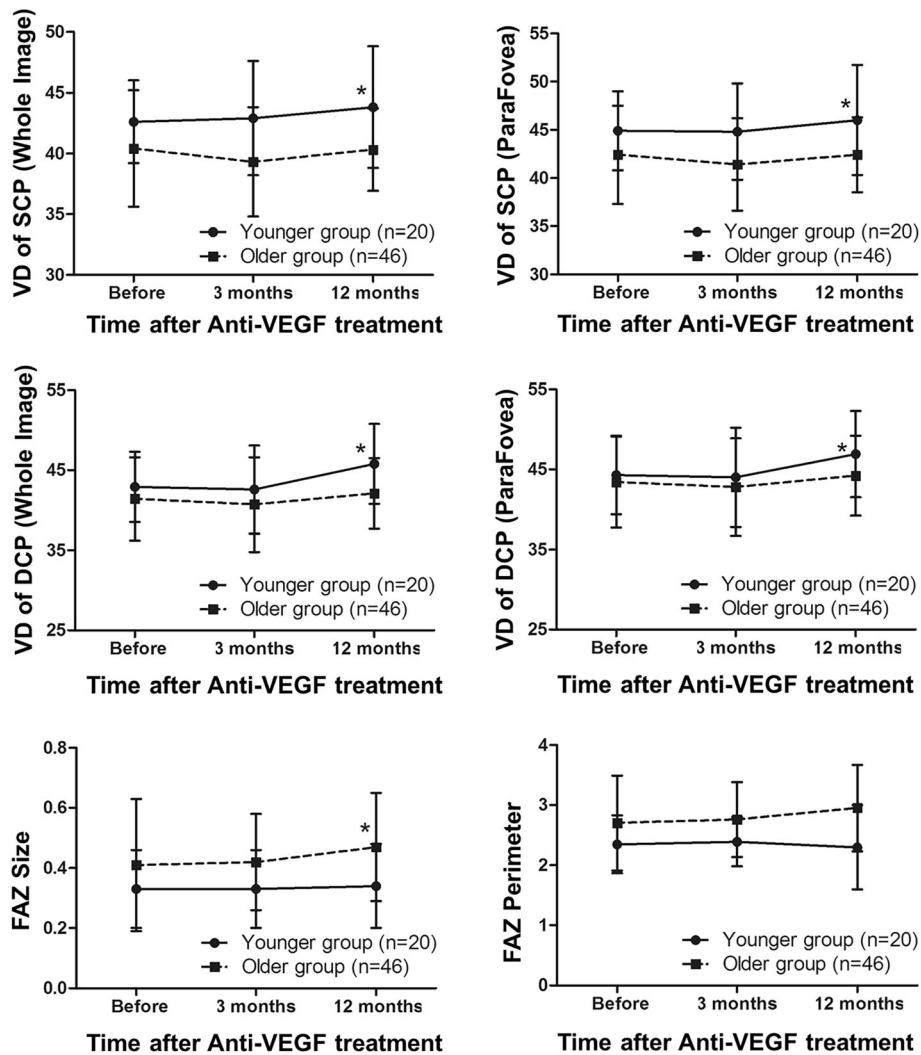 VD of SCP (Whole Image)
50
45
40
35
30
*
Younger group (n=20)
Older group (n=46)
Before 3 months 12 months
Time after Anti-VEGF treatment
VD of SCP (ParaFovea)
55
50
45
40
35
30
*
Younger group (n=20)
Older group (n=46)
Before 3 months 12 months
Time after Anti-VEGF treatment
VD of DCP (Whole Image)
55
45
35
25
*
Younger group (n=20)
Older group (n=46)
Before 3 months 12 months
Time after Anti-VEGF treatment
VD of DCP (ParaFovea)
55
45
35
25
*
Younger group (n=20)
Older group (n=46)
Before 3 months 12 months
Time after Anti-VEGF treatment
FAZ Size
0.8
0.6
0.4
0.2
0.0
*
Younger group (n=20)
Older group (n=46)
Before 3 months 12 months
Time after Anti-VEGF treatment
FAZ Perimeter
4
3
2
1
0
Younger group (n=20)
Older group (n=46)
Before 3 months 12 months
Time after Anti-VEGF treatment